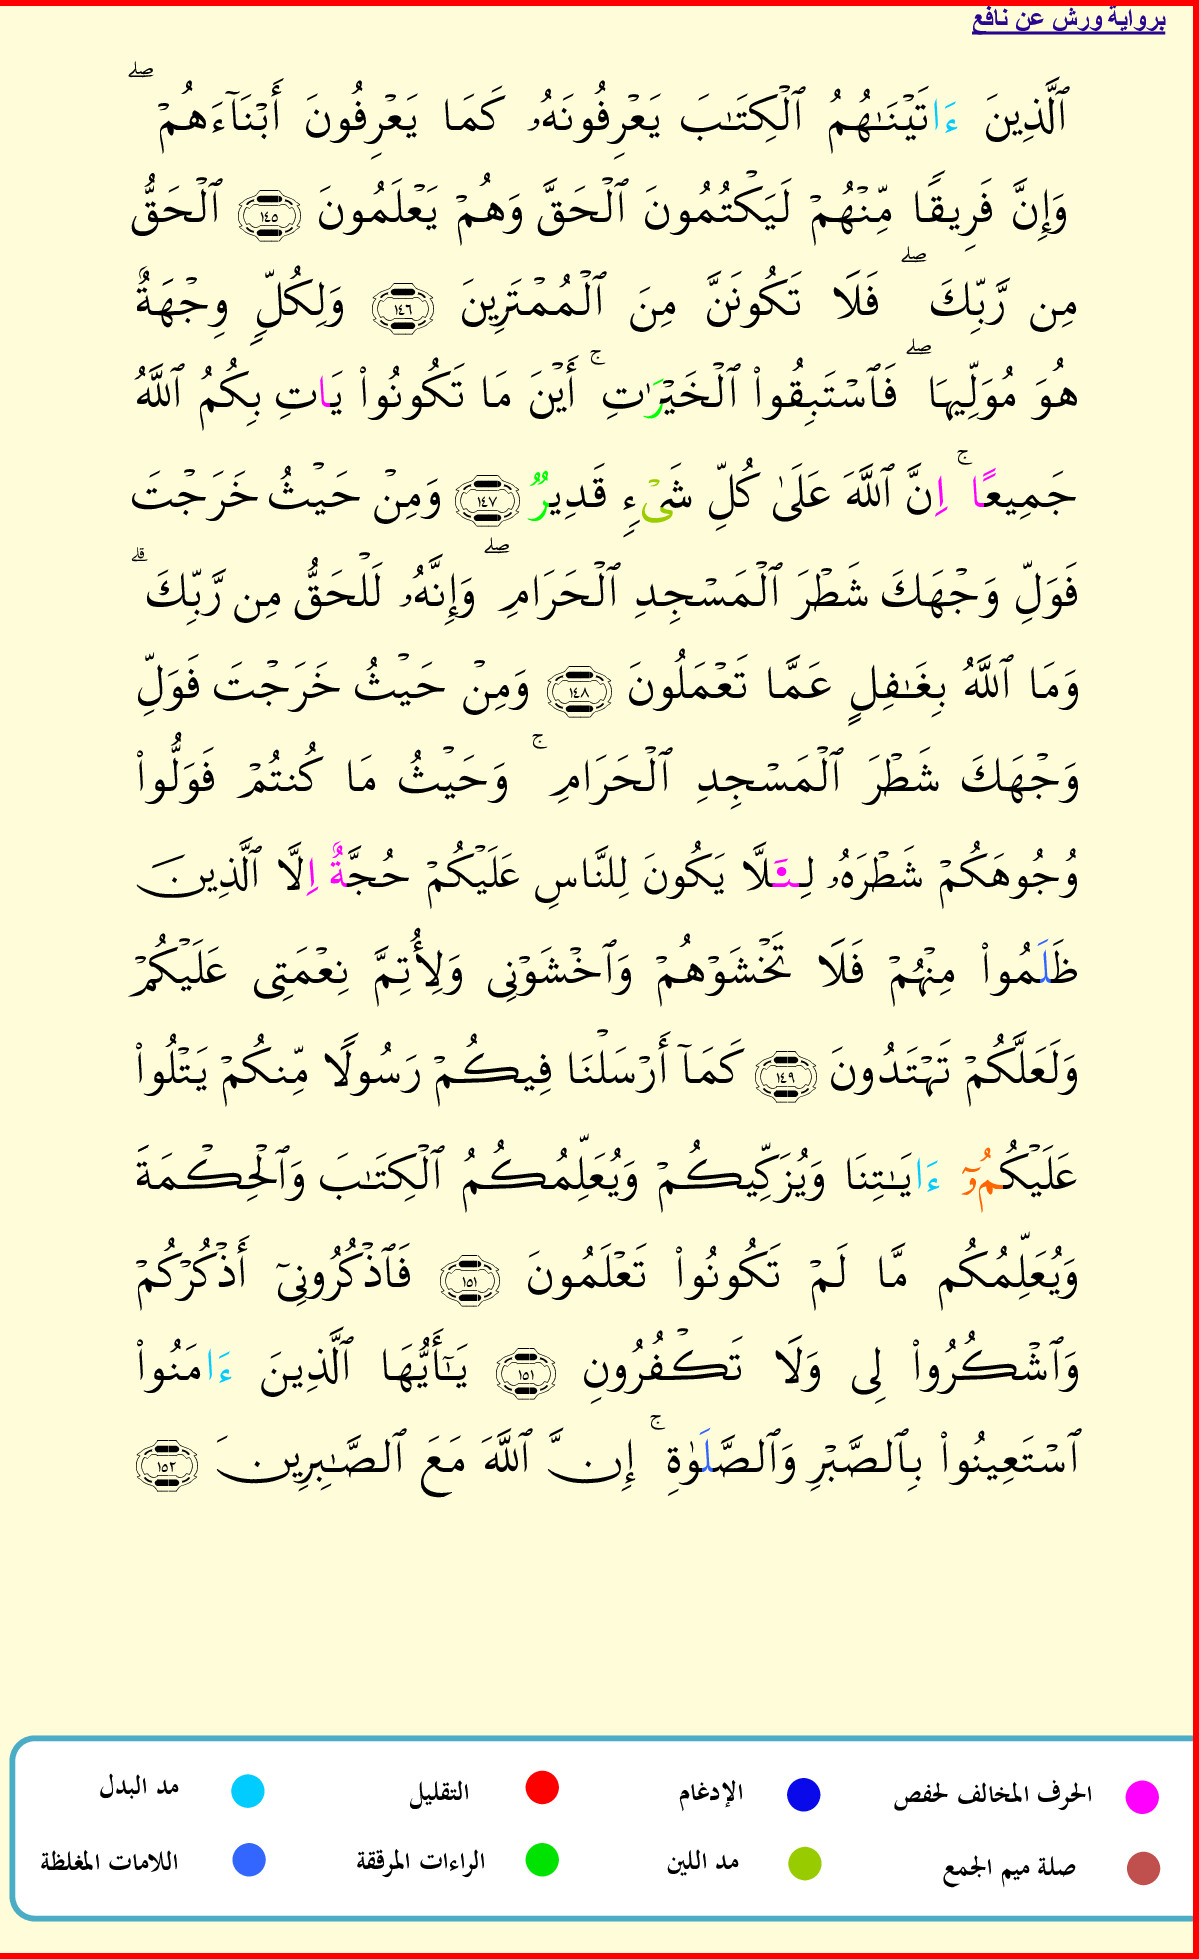 برواية ورش عن نافع
ٱلَّذِينَ ءَاتَيْنَٰهُمُ ٱلْكِتَٰبَ يَعْرِفُونَهُۥ كَمَا يَعْرِفُونَ أَبْنَآءَهُمْ ۖ
وَإِنَّ فَرِيقًا مِّنْهُمْ لَيَكْتُمُونَ ٱلْحَقَّ وَهُمْ يَعْلَمُونَ ١٤٥ ٱلْحَقُّ
مِن رَّبِّكَ ۖ فَلَا تَكُونَنَّ مِنَ ٱلْمُمْتَرِينَ ١٤٦ وَلِكُلٍّ وِجْهَةٌ
هُوَ مُوَلِّيهَا ۖ فَٱسْتَبِقُوا۟ ٱلْخَيْرَٰتِ ۚ أَيْنَ مَا تَكُونُوا۟ يَاتِ بِكُمُ ٱللَّهُ
جَمِيعًا ۚ اِنَّ ٱللَّهَ عَلَىٰ كُلِّ شَىْءٍ قَدِيرٌ ١٤٧ وَمِنْ حَيْثُ خَرَجْتَ
فَوَلِّ وَجْهَكَ شَطْرَ ٱلْمَسْجِدِ ٱلْحَرَامِ ۖ وَإِنَّهُۥ لَلْحَقُّ مِن رَّبِّكَ ۗ
وَمَا ٱللَّهُ بِغَٰفِلٍ عَمَّا تَعْمَلُونَ ١٤٨ وَمِنْ حَيْثُ خَرَجْتَ فَوَلِّ
وَجْهَكَ شَطْرَ ٱلْمَسْجِدِ ٱلْحَرَامِ ۚ وَحَيْثُ مَا كُنتُمْ فَوَلُّوا۟
وُجُوهَكُمْ شَطْرَهُۥ لِيَلَّا يَكُونَ لِلنَّاسِ عَلَيْكُمْ حُجَّةٌ اِلَّا ٱلَّذِينَ
ظَلَمُوا۟ مِنْهُمْ فَلَا تَخْشَوْهُمْ وَٱخْشَوْنِى وَلِأُتِمَّ نِعْمَتِى عَلَيْكُمْ
وَلَعَلَّكُمْ تَهْتَدُونَ ١٤٩ كَمَآ أَرْسَلْنَا فِيكُمْ رَسُولًا مِّنكُمْ يَتْلُوا۟
عَلَيْكُمُۥٓ ءَايَٰتِنَا وَيُزَكِّيكُمْ وَيُعَلِّمُكُمُ ٱلْكِتَٰبَ وَٱلْحِكْمَةَ
وَيُعَلِّمُكُم مَّا لَمْ تَكُونُوا۟ تَعْلَمُونَ ١٥١ فَٱذْكُرُونِىٓ أَذْكُرْكُمْ
وَٱشْكُرُوا۟ لِى وَلَا تَكْفُرُونِ ١٥١ يَٰٓأَيُّهَا ٱلَّذِينَ ءَامَنُوا۟
ٱسْتَعِينُوا۟ بِٱلصَّبْرِ وَٱلصَّلَوٰةِ ۚ إِنَّ ٱللَّهَ مَعَ ٱلصَّٰبِرِينَ ١٥٢
الحرف المخالف لحفص الإدغام التقليل مد البدل
صلة ميم الجمع مد اللين الراءات المرققة اللامات المغلظة